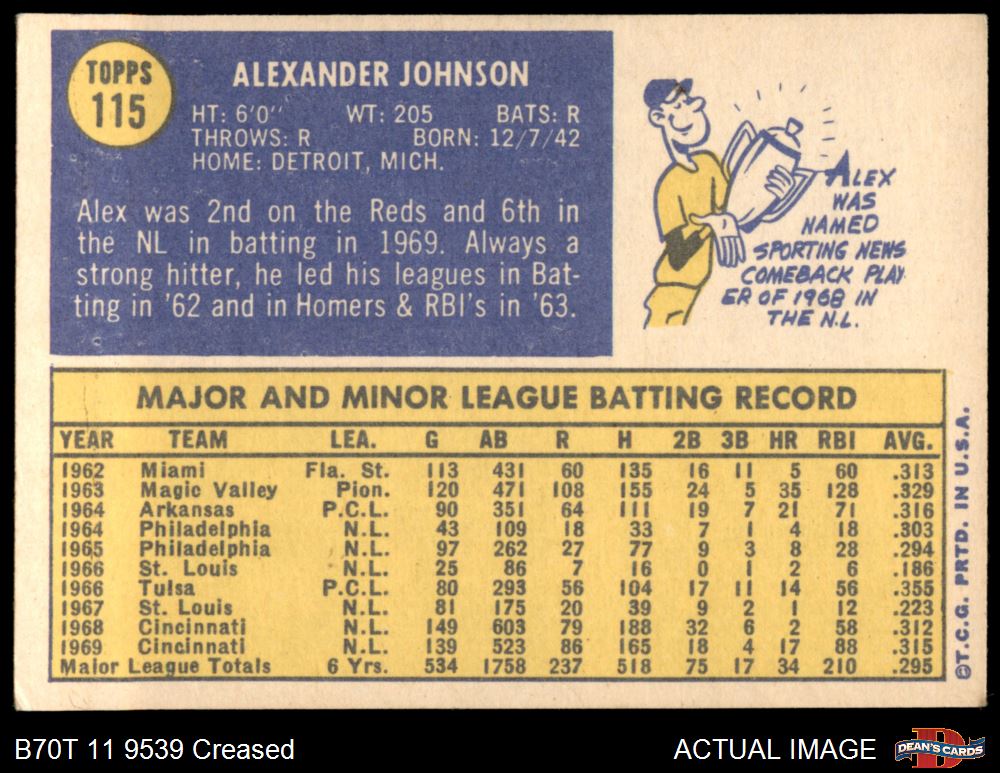 TOPPS
115
ALEXANDER JOHNSON
HT: 6'0" WT: 205 BATS: R
THROWS: R BORN: 12/7/42
HOME: DETROIT, MICH.
Alex was 2nd on the Reds and 6th in
the NL in batting in 1969. Always a
strong hitter, he led his leagues in Bat-
ting in '62 and in Homers & RBI's in '63.
ALEX
WAS
NAMED
SPORTING NEWS
COMEBACK PLAY
ER OF 1968 IN
THE N.L.
MAJOR AND MINOR LEAGUE BATTING RECORD
YEAR TEAM LEA. G AB R H 2B 3B HR RBI AVG.
1962 Miami Fla. St. 113 431 60 135 16 11 5 60 .313
1963 Magic Valley Pion. 120 471 108 155 24 5 35 128 .329
1964 Arkansas P.C.L. 90 351 64 111 19 7 21 71 .316
1964 Philadelphia N.L. 43 109 18 33 7 1 4 18 .303
1965 Philadelphia N.L. 97 262 27 77 9 3 8 28 .294
1966 St. Louis N.L. 25 86 7 16 0 1 2 6 .186
1966 Tulsa P.C.L. 80 293 56 104 17 11 14 56 .355
1967 St. Louis N.L. 81 175 20 39 9 2 1 12 .223
1968 Cincinnati N.L. 149 603 79 188 32 6 2 58 .312
1969 Cincinnati N.L. 139 523 86 165 18 4 17 88 .315
Major League Totals 6 Yrs. 534 1758 237 518 75 17 34 210 .295
©T.C.G. PRTD. IN U.S.A.
B70T 11 9539 Creased
ACTUAL IMAGE
DEAN'S CARDS